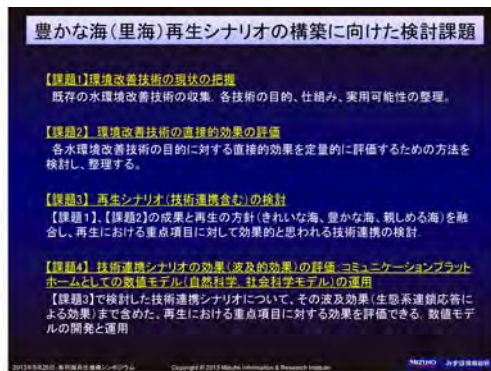 豊かな海(里海)再生シナリオの構築に向けた検討課題
【課題1】環境改善技術の現状の把握
既存の水環境改善技術の収集、各技術の目的、仕組み、実用可能性の整理。
【課題2】 環境改善技術の直接的効果の評価
各水環境改善技術の目的に対する直接的効果を定量的に評価するための方法を
検討し、整理する。
【課題3】 再生シナリオ(技術連携含む)の検討
【課題1】、【課題2】の成果と再生の方針(きれいな海、豊かな海、親しめる海)を融
合し、再生における重点項目に対して効果的と思われる技術連携の検討.
【課題4】 技術連携シナリオの効果(波及的効果)の評価:コミュニケーションプラット
ホームとしての数値モデル(自然科学、社会科学モデル)の運用
【課題3】で検討した技術連携シナリオについて、その波及効果(生態系連鎖応答に
よる効果)まで含めた、再生における重点項目に対する効果を評価できる、数値モデ
ルの開発と運用
Copyright © 2013 Mizuho Information & Research Institute
MIZUHO みずほ情報総研